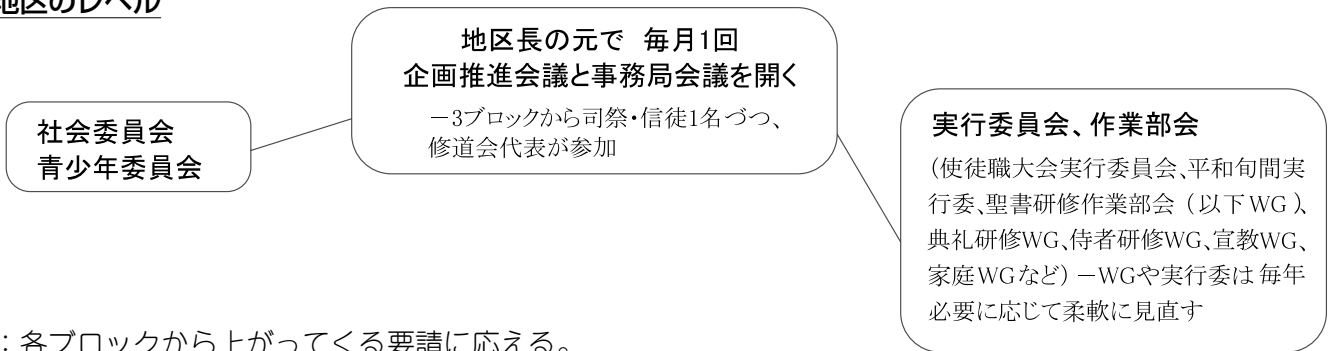 地区のレベル
地区長の元で 毎月1回
企画推進会議と事務局会議を開く
－3ブロックから司祭・信徒1名づつ、
修道会代表が参加
社会委員会
青少年委員会
実行委員会、作業部会
（使徒職大会実行委員会、平和旬間実
行委、聖書研修作業部会（以下WG）、
典礼研修WG、侍者研修WG、宣教WG、
家庭WGなど）－WGや実行委は毎年
必要に応じて柔軟に見直す
：各ブロックから上がってくる要請に応える。